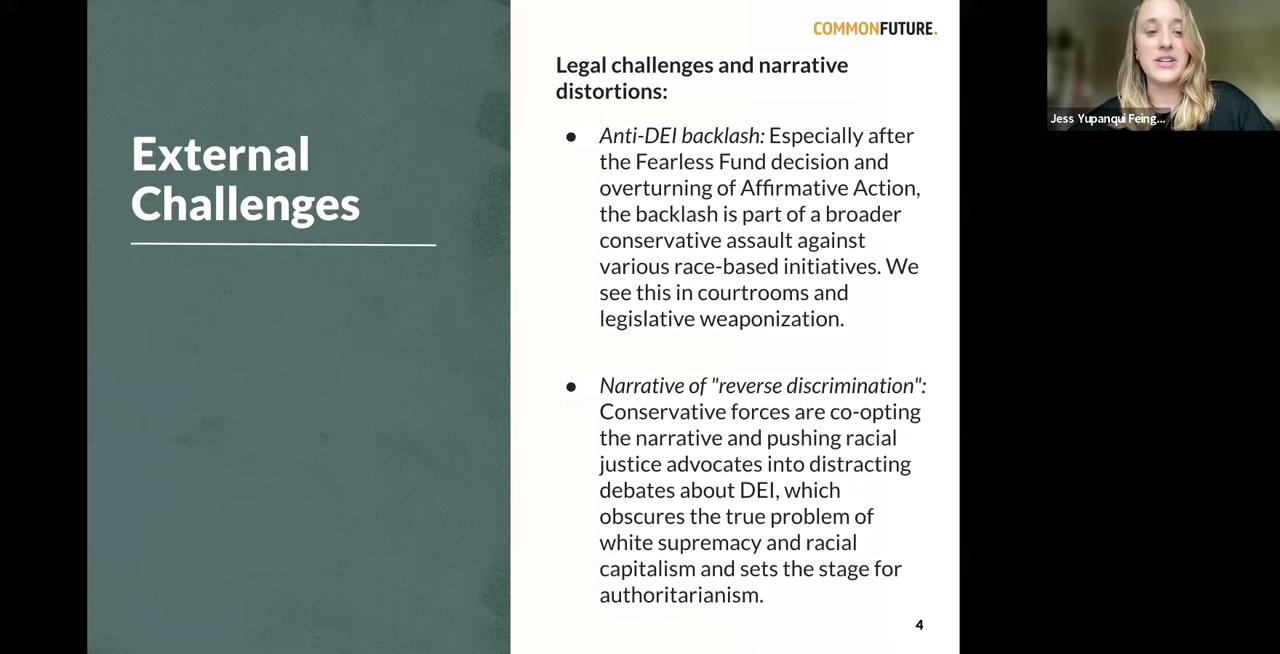 COMMONFUTURE.
External
Challenges
Legal challenges and narrative
distortions:
● Anti-DEI backlash: Especially after
the Fearless Fund decision and
overturning of Affirmative Action,
the backlash is part of a broader
conservative assault against
various race-based initiatives. We
see this in courtrooms and
legislative weaponization.
● Narrative of "reverse discrimination":
Conservative forces are co-opting
the narrative and pushing racial
justice advocates into distracting
debates about DEI, which
obscures the true problem of
white supremacy and racial
capitalism and sets the stage for
authoritarianism.
4
Jess Yupanqui Feing...